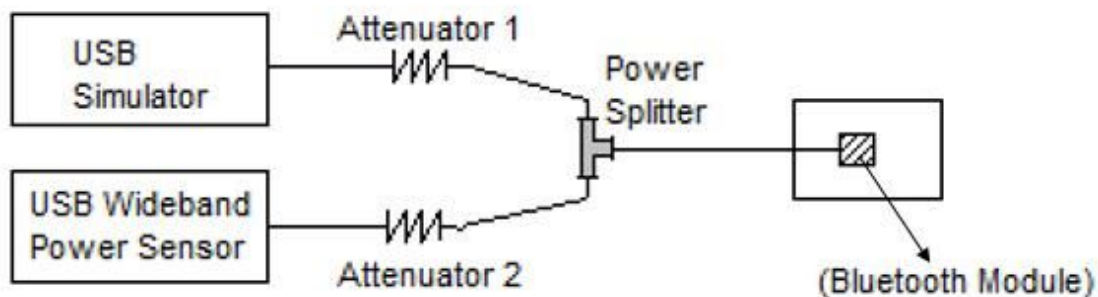 USB
Simulator
Attenuator 1
Power
Splitter
USB Wideband
Power Sensor
Attenuator 2
(Bluetooth Module)